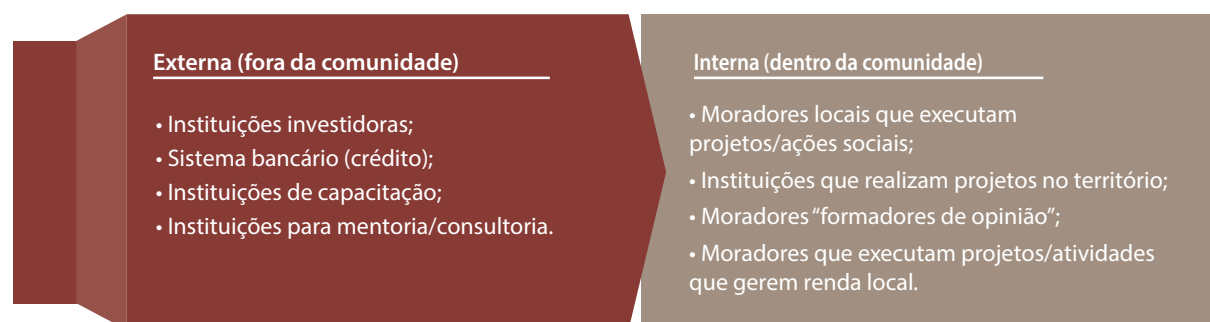 Externa (fora da comunidade)
• Instituições investidoras;
• Sistema bancário (crédito);
• Instituições de capacitação;
• Instituições para mentoria/consultoria.
Interna (dentro da comunidade)
• Moradores locais que executam
projetos/ações sociais;
• Instituições que realizam projetos no território;
• Moradores “formadores de opinião”;
• Moradores que executam projetos/atividades
que gerem renda local.